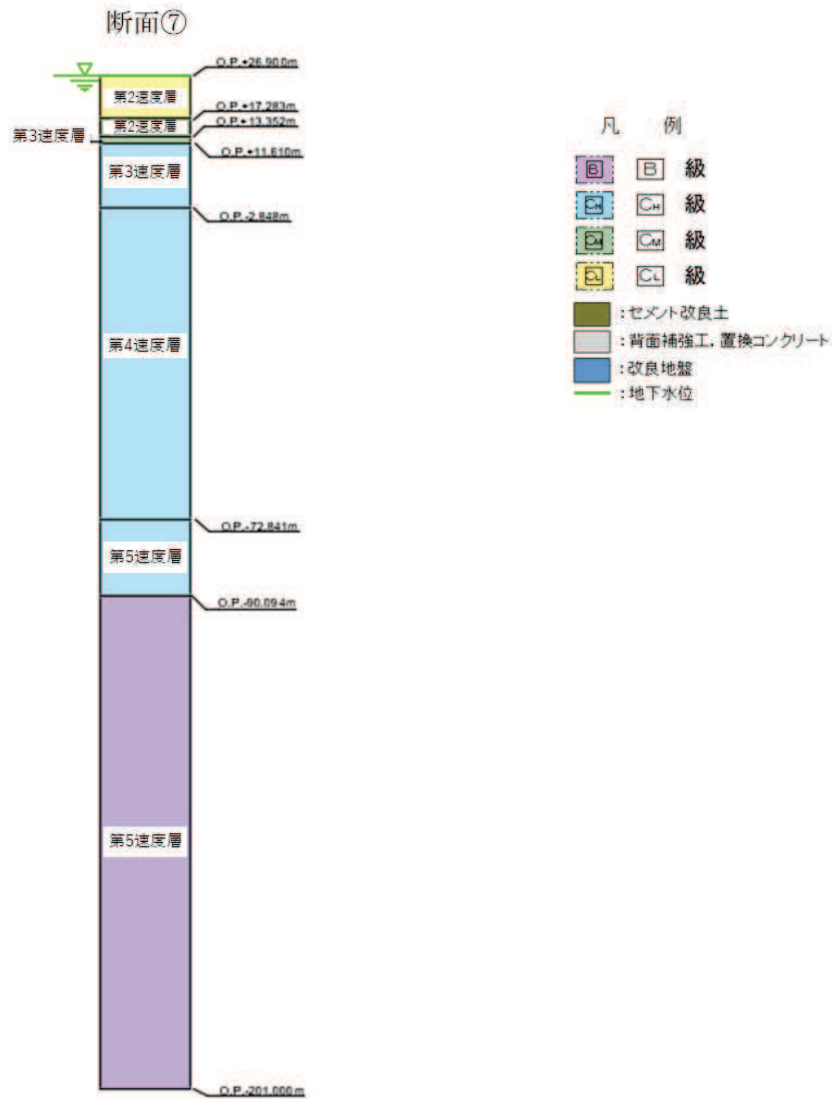 断面⑦
O.P.+26.900m
第2速度層
O.P.+17.283m
第2速度層
O.P.+13.352m
第3速度層
O.P.+11.610m
第3速度層
O.P.-2.848m
第4速度層
O.P.-72.841m
第5速度層
O.P.-90.094m
第5速度層
O.P.-201.000m
凡 例
B B 級
CH CH 級
CM CM 級
CL CL 級
:セメント改良土
:背面補強工,置換コンクリート
:改良地盤
:地下水位